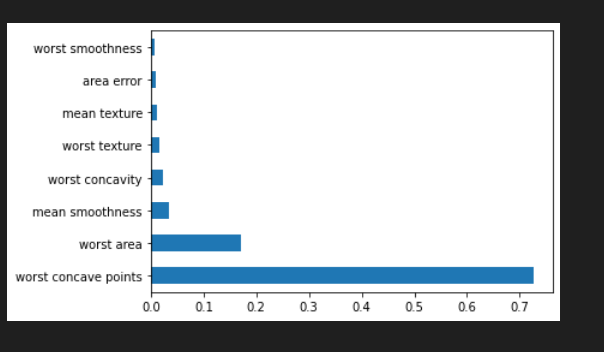 worst smoothness
area error
mean texture
worst texture
worst concavity
mean smoothness
worst area
worst concave points
0.0 0.1 0.2 0.3 0.4 0.5 0.6 0.7